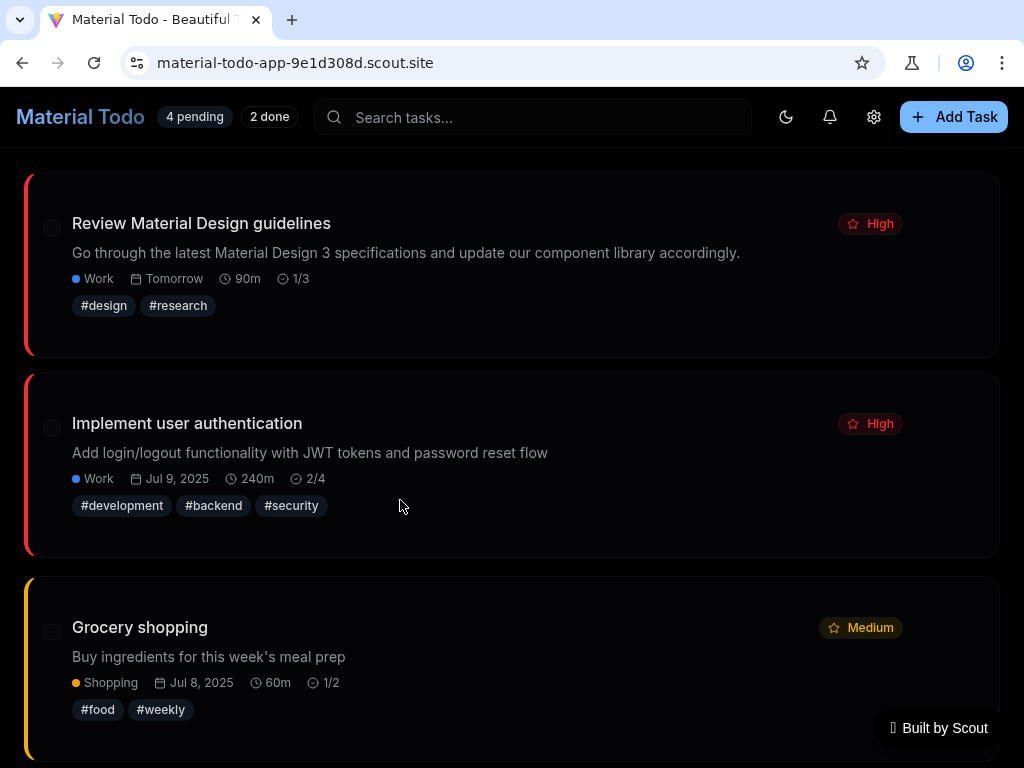 Material Todo - Beautiful
material-todo-app-9e1d308d.scout.site
Material Todo 4 pending 2 done Search tasks... Add Task
Review Material Design guidelines High
Go through the latest Material Design 3 specifications and update our component library accordingly.
Work Tomorrow 90m 1/3
#design #research
Implement user authentication High
Add login/logout functionality with JWT tokens and password reset flow
Work Jul 9, 2025 240m 2/4
#development #backend #security
Grocery shopping Medium
Buy ingredients for this week's meal prep
Shopping Jul 8, 2025 60m 1/2
#food #weekly
Built by Scout